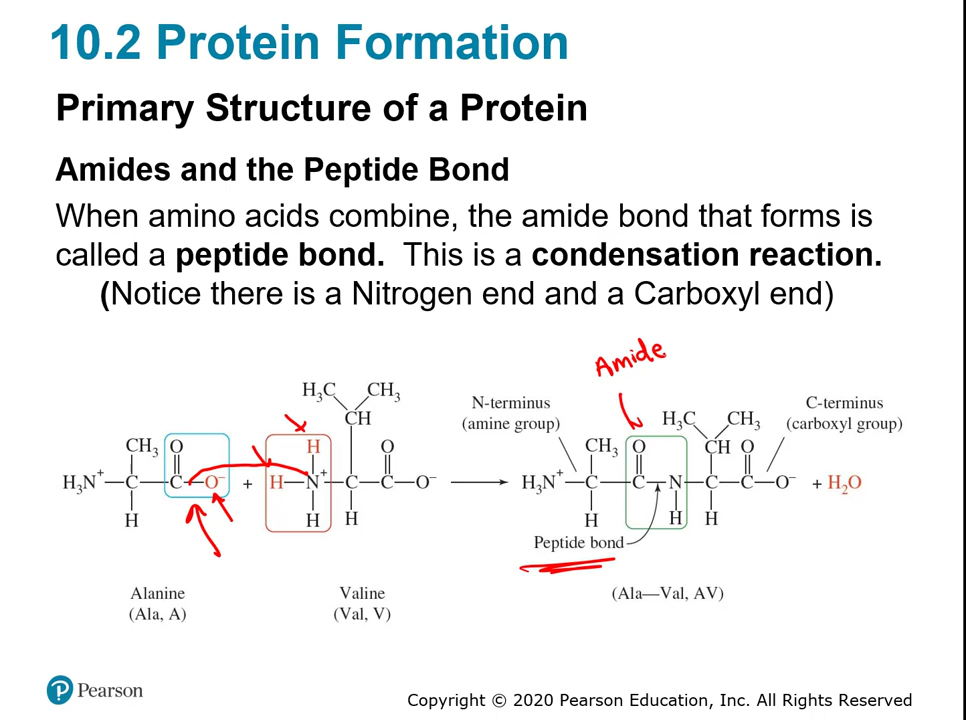 10.2 Protein Formation
Primary Structure of a Protein
Amides and the Peptide Bond
When amino acids combine, the amide bond that forms is
called a peptide bond. This is a condensation reaction.
(Notice there is a Nitrogen end and a Carboxyl end)
Amide
H₃C CH₃
CH
N-terminus
(amine group)
H₃C CH₃
C-terminus
(carboxyl group)
CH₃ O
H
O
CH₃ O
CH O
H₃N⁺—C—C—O⁻ + H—N⁺—C—C—O⁻
H₃N⁺—C—C—N—C—C—O⁻ + H₂O
H
H H
H
H H
Peptide bond
Alanine
(Ala, A)
Valine
(Val, V)
(Ala—Val, AV)
P Pearson
Copyright © 2020 Pearson Education, Inc. All Rights Reserved